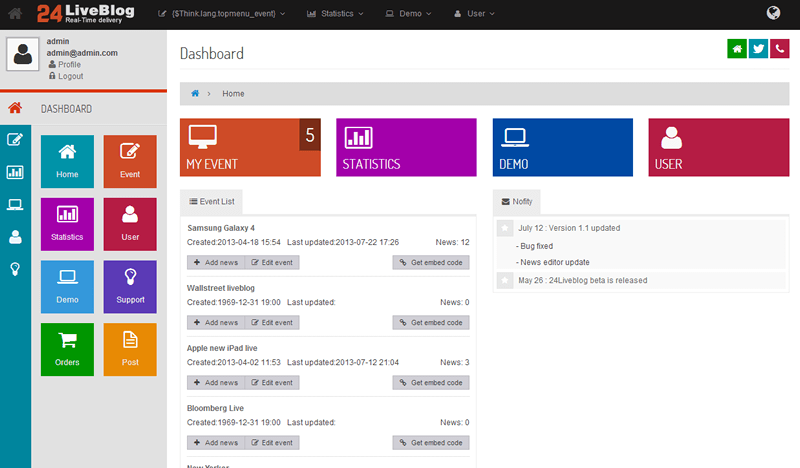 24 LiveBlog
Real-Time delivery
{$Think.lang.topmenu_event}
Statistics
Demo
User
admin
admin@admin.com
Profile
Logout
DASHBOARD
Home
Event
Statistics
User
Demo
Support
Orders
Post
Dashboard
Home
5
MY EVENT
STATISTICS
DEMO
USER
Event List
Samsung Galaxy 4
Created:2013-04-18 15:54 Last updated:2013-07-22 17:26 News: 12
Add news Edit event Get embed code
Wallstreet liveblog
Created:1969-12-31 19:00 Last updated: News: 0
Add news Edit event Get embed code
Apple new iPad live
Created:2013-04-02 11:53 Last updated:2013-07-12 21:04 News: 3
Add news Edit event Get embed code
Bloomberg Live
Created:1969-12-31 19:00 Last updated: News: 0
Add news Edit event Get embed code
New Yorker
Nofity
July 12 : Version 1.1 updated
- Bug fixed
- News editor update
May 26 : 24Liveblog beta is released